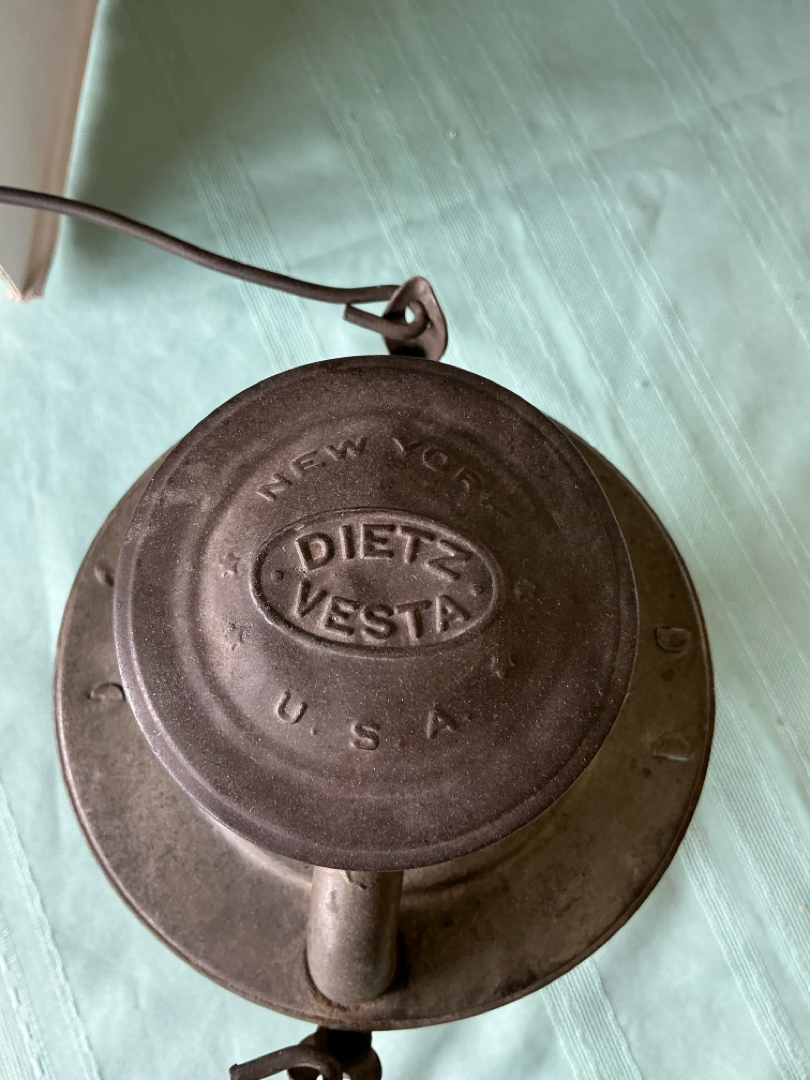 NEW YORK
DIETZ
VESTA
U. S. A.